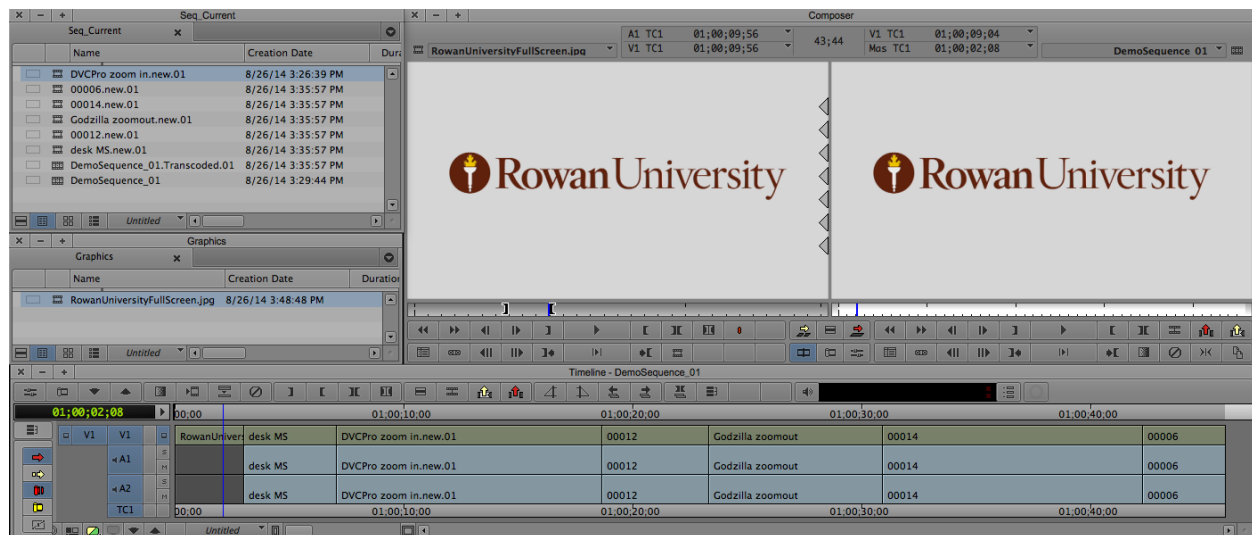 Seq_Current
Seq_Current
Name Creation Date Dura
DVCPro zoom in.new.01 8/26/14 3:26:39 PM
00006.new.01 8/26/14 3:35:57 PM
00014.new.01 8/26/14 3:35:57 PM
Godzilla zoomout.new.01 8/26/14 3:35:57 PM
00012.new.01 8/26/14 3:35:57 PM
desk MS.new.01 8/26/14 3:35:57 PM
DemoSequence_01.Transcoded.01 8/26/14 3:35:57 PM
DemoSequence_01 8/26/14 3:29:44 PM
Untitled
Graphics
Graphics
Name Creation Date Duration
RowanUniversityFullScreen.jpg 8/26/14 3:48:48 PM
Untitled
Composer
A1 TC1 01;00;09;56
V1 TC1 01;00;09;56
43;44
V1 TC1 01;00;09;04
Mas TC1 01;00;02;08
RowanUniversityFullScreen.jpg
DemoSequence_01
Rowan University
Rowan University
Timeline - DemoSequence_01
01;00;02;08
00;00 01;00;10;00 01;00;20;00 01;00;30;00 01;00;40;00
V1 V1 RowanUnivers desk MS DVCPro zoom in.new.01 00012 Godzilla zoomout 00014 00006
A1 S M desk MS DVCPro zoom in.new.01 00012 Godzilla zoomout 00014 00006
A2 S M desk MS DVCPro zoom in.new.01 00012 Godzilla zoomout 00014 00006
TC1 00;00 01;00;10;00 01;00;20;00 01;00;30;00 01;00;40;00
Untitled